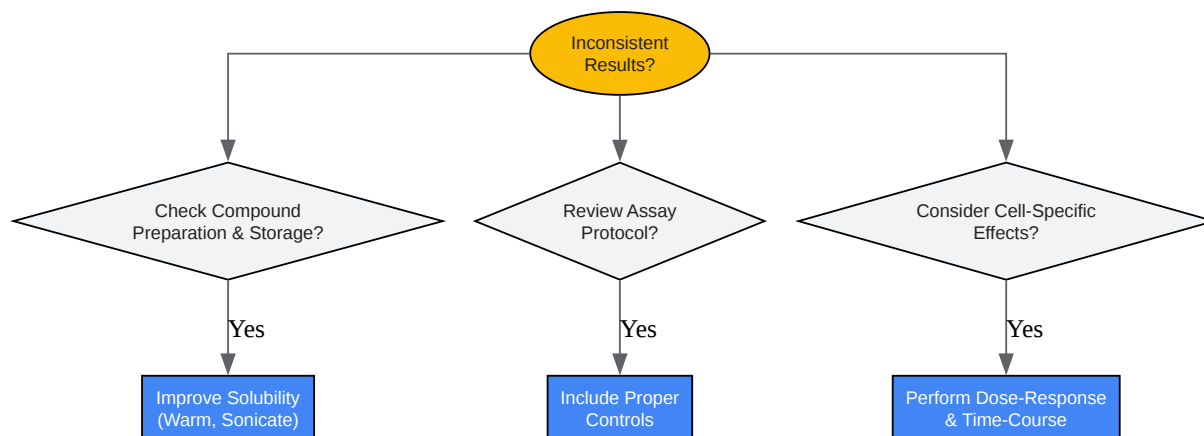 Inconsistent
Results?
Check Compound
Preparation & Storage?
Review Assay
Protocol?
Consider Cell-Specific
Effects?
Yes
Yes
Yes
Improve Solubility
(Warm, Sonicate)
Include Proper
Controls
Perform Dose-Response
& Time-Course